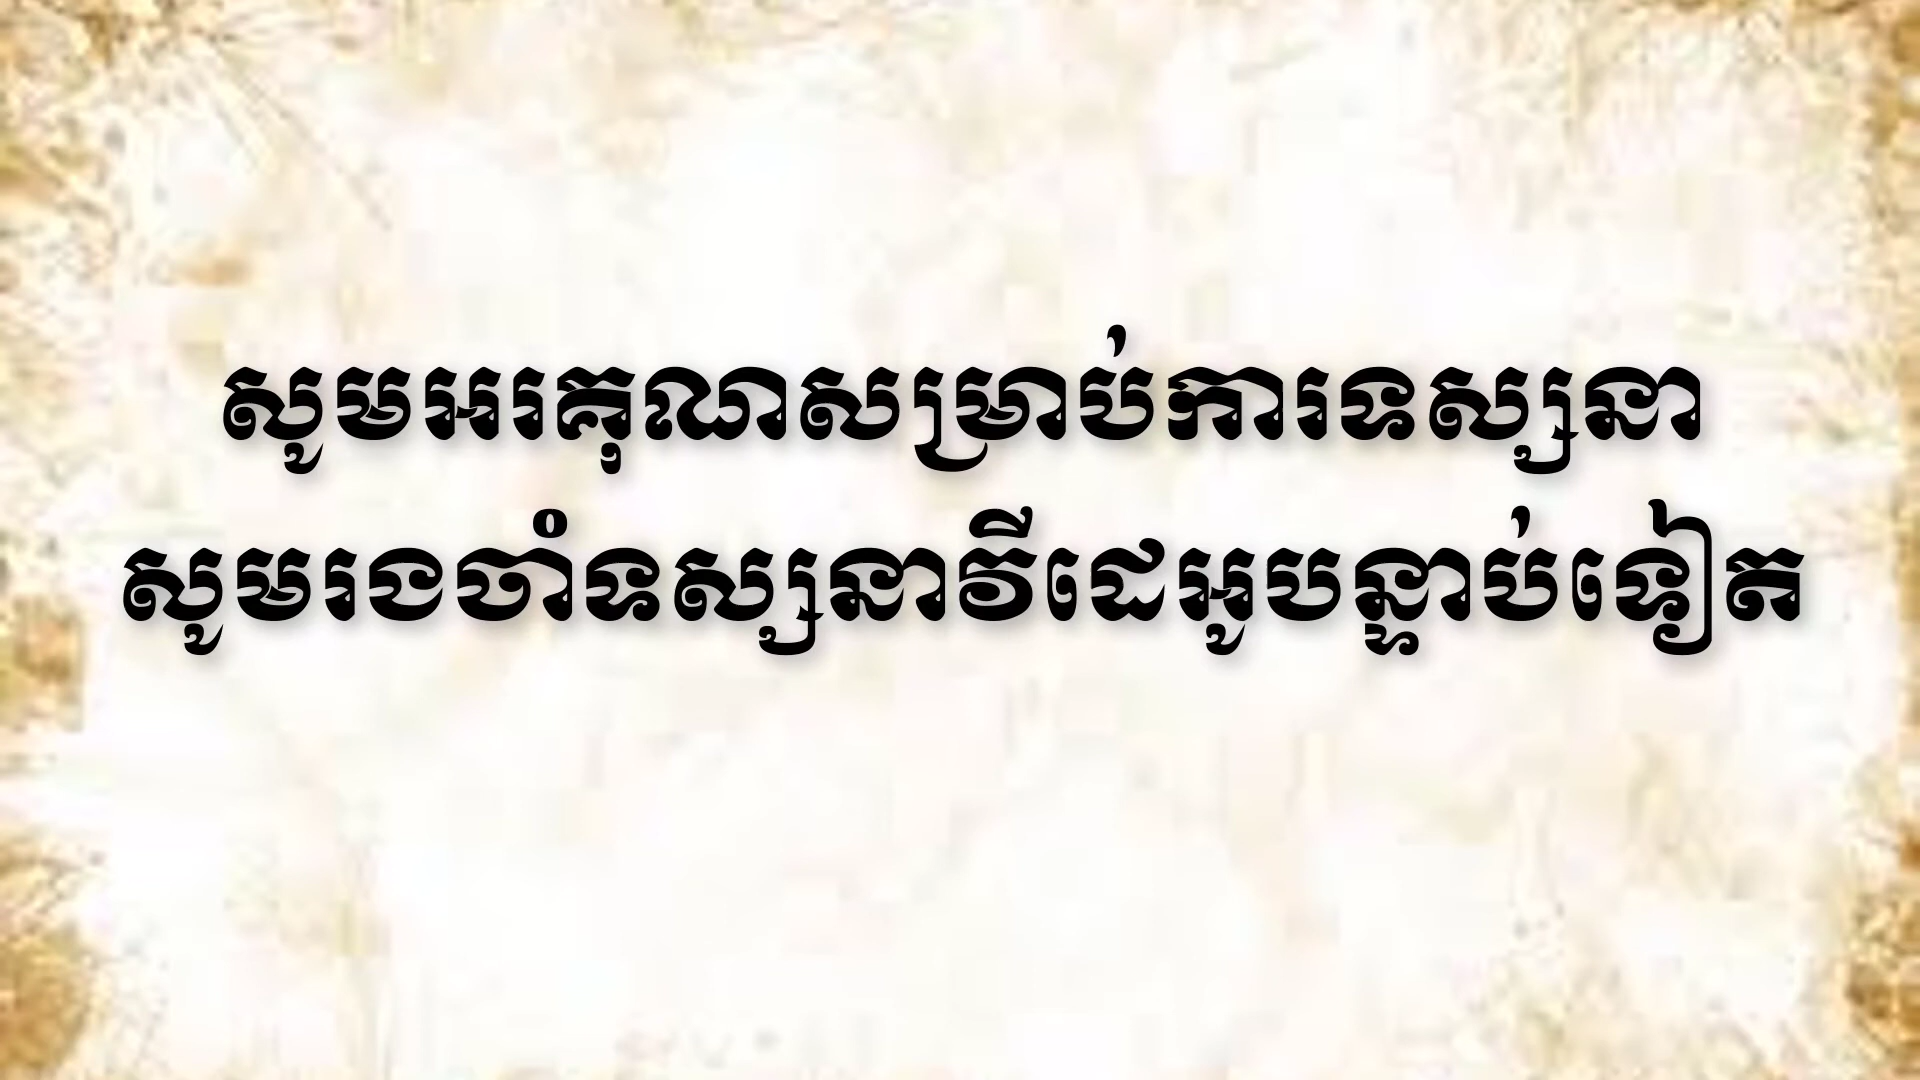 សូមអរគុណសម្រាប់ការទស្សនា
សូមរងចាំទស្សនាវីដេអូបន្ទាប់ទៀត